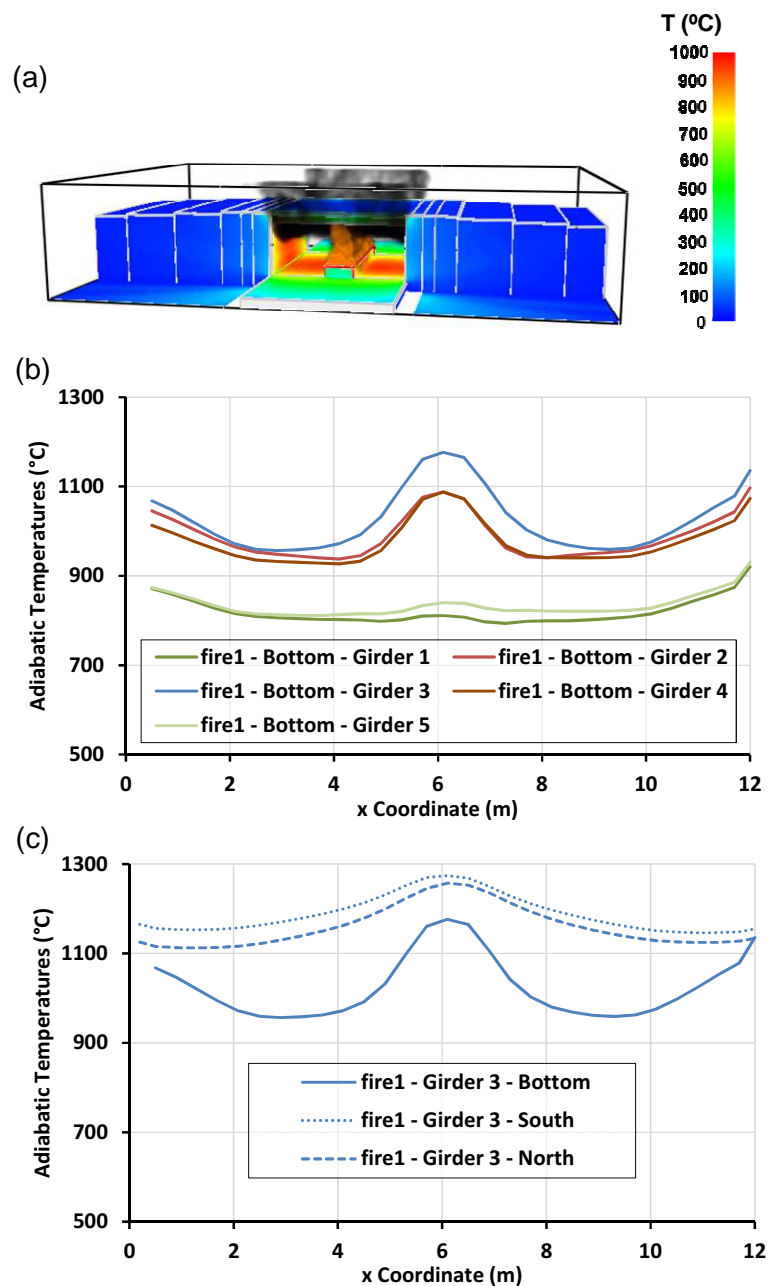 T (ºC)
(a)
1000
900
800
700
600
500
400
300
200
100
0
(b)
Adiabatic Temperatures (°C)
1300
1100
900
700
500
fire1 - Bottom - Girder 1
fire1 - Bottom - Girder 2
fire1 - Bottom - Girder 3
fire1 - Bottom - Girder 4
fire1 - Bottom - Girder 5
0 2 4 6 8 10 12
x Coordinate (m)
(c)
Adiabatic Temperatures (°C)
1300
1100
900
700
500
fire1 - Girder 3 - Bottom
fire1 - Girder 3 - South
fire1 - Girder 3 - North
0 2 4 6 8 10 12
x Coordinate (m)